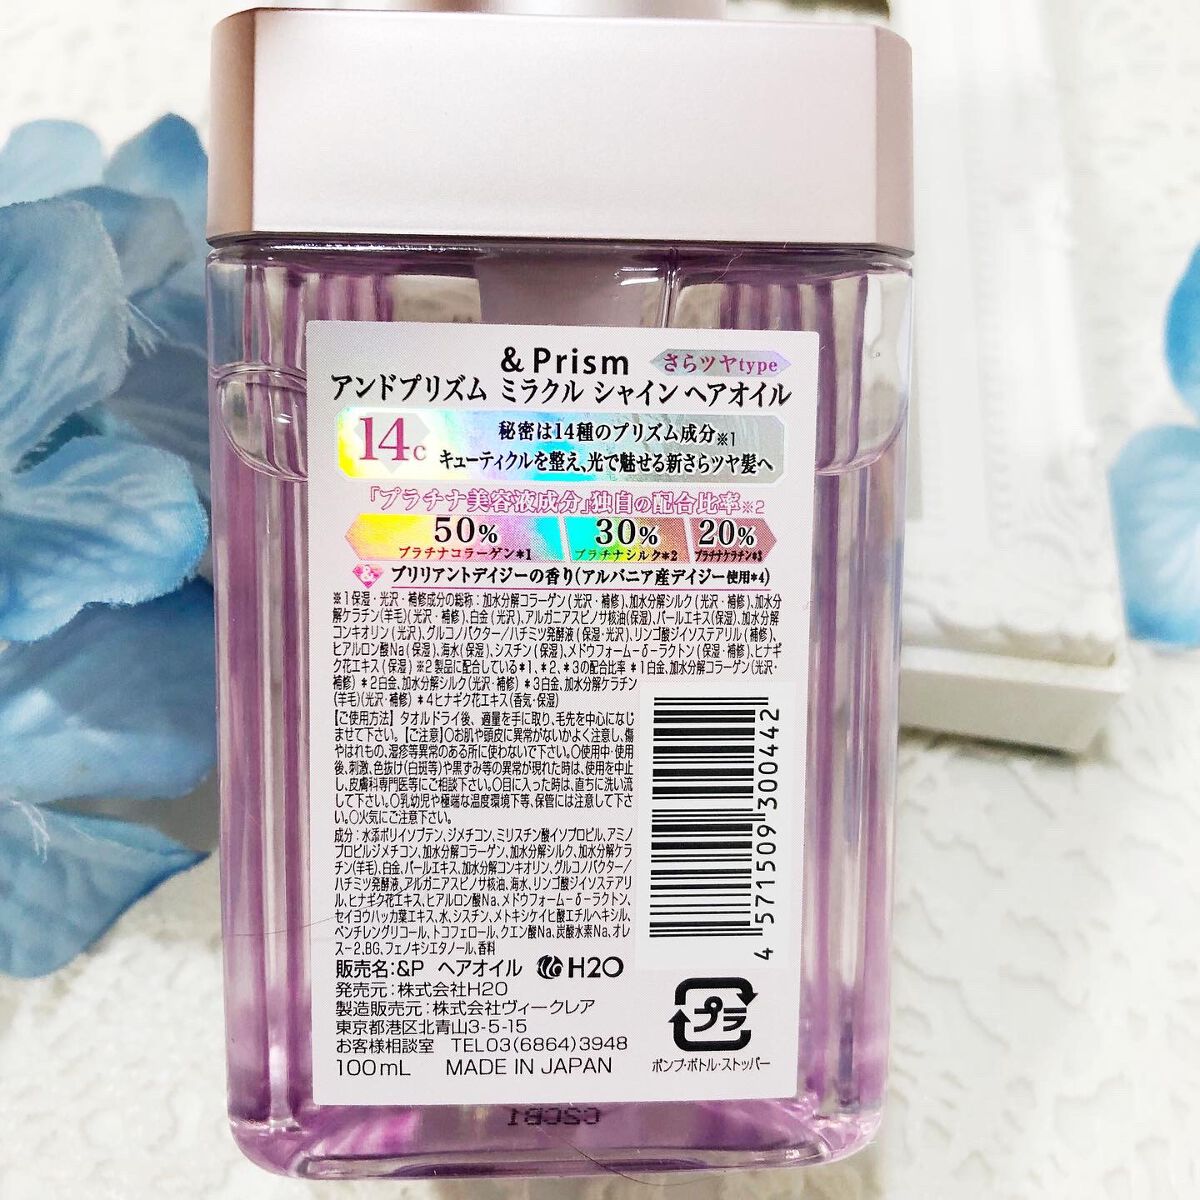 & Prism さらツヤtype
アンドプリズム ミラクル シャイン ヘアオイル
14c 秘密は14種のプリズム成分※1
キューティクルを整え、光で魅せる新さらツヤ髪へ
「プラチナ美容液成分」独自の配合比率※2
50% 30% 20%
プラチナコラーゲン*1 プラチナシルク*2 プラチナケラチン*3
& ブリリアントデイジーの香り(アルバニア産デイジー使用*4)
※1保湿・光沢・補修成分の総称：加水分解コラーゲン(光沢・補修)、加水分解シルク(光沢・補修)、加水分
解ケラチン(羊毛)(光沢・補修)、白金(光沢)、アルガニアスピノサ核油(保湿)、パールエキス(保湿)、加水分解
コンキオリン(光沢)、グルコノバクター/ハチミツ発酵液(保湿・光沢)、リンゴ酸ジイソステアリル(補修)、
ヒアルロン酸Na(保湿)、海水(保湿)、シスチン(保湿)、メドウフォーム-δ-ラクトン(保湿・補修)、ヒナギ
ク花エキス(保湿) ※2製品に配合している*1、*2、*3の配合比率 *1白金、加水分解コラーゲン(光沢・
補修) *2白金、加水分解シルク(光沢・補修) *3白金、加水分解ケラチン
(羊毛)(光沢・補修) *4ヒナギク花エキス(香気・保湿)
【ご使用方法】タオルドライ後、適量を手に取り、毛先を中心になじ
ませて下さい。【ご注意】〇お肌や頭皮に異常がないかよく注意し、傷
やはれもの、湿疹等異常のある所に使わないで下さい。〇使用中・使用
後、刺激、色抜け(白斑等)や黒ずみ等の異常が現れた時は、使用を中止
し、皮膚科専門医等にご相談下さい。〇目に入った時は、直ちに洗い流
して下さい。〇乳幼児や極端な温度環境下等、保管には注意して下さ
い。〇火気にご注意下さい。
成分：水添ポリイソブテン、ジメチコン、ミリスチン酸イソプロピル、アミノ
プロピルジメチコン、加水分解コラーゲン、加水分解シルク、加水分解ケラ
チン(羊毛)、白金、パールエキス、加水分解コンキオリン、グルコノバクター/
ハチミツ発酵液、アルガニアスピノサ核油、海水、リンゴ酸ジイソステアリ
ル、ヒナギク花エキス、ヒアルロン酸Na、メドウフォーム-δ-ラクトン、
セイヨウハッカ葉エキス、水、シスチン、メトキシケイヒ酸エチルヘキシル、
ペンチレングリコール、トコフェロール、クエン酸Na、炭酸水素Na、オレ
ス-2、BG、フェノキシエタノール、香料
販売名:&P ヘアオイル H2O
発売元:株式会社H2O
製造販売元:株式会社ヴィークレア
東京都港区北青山3-5-15
お客様相談室 TEL03(6864)3948
100mL MADE IN JAPAN
4 571509 300442
プラ
ポンプ・ボトル・ストッパー